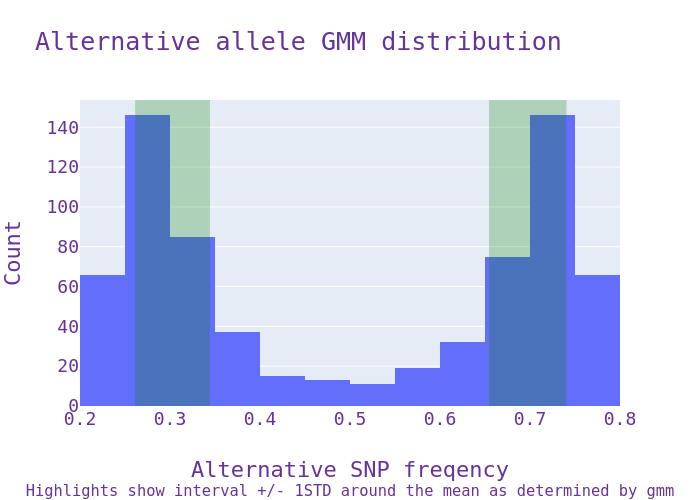 Alternative allele GMM distribution
Count
140
120
100
80
60
40
20
0
0.2 0.3 0.4 0.5 0.6 0.7 0.8
Alternative SNP freqency
Highlights show interval +/- 1STD around the mean as determined by gmm